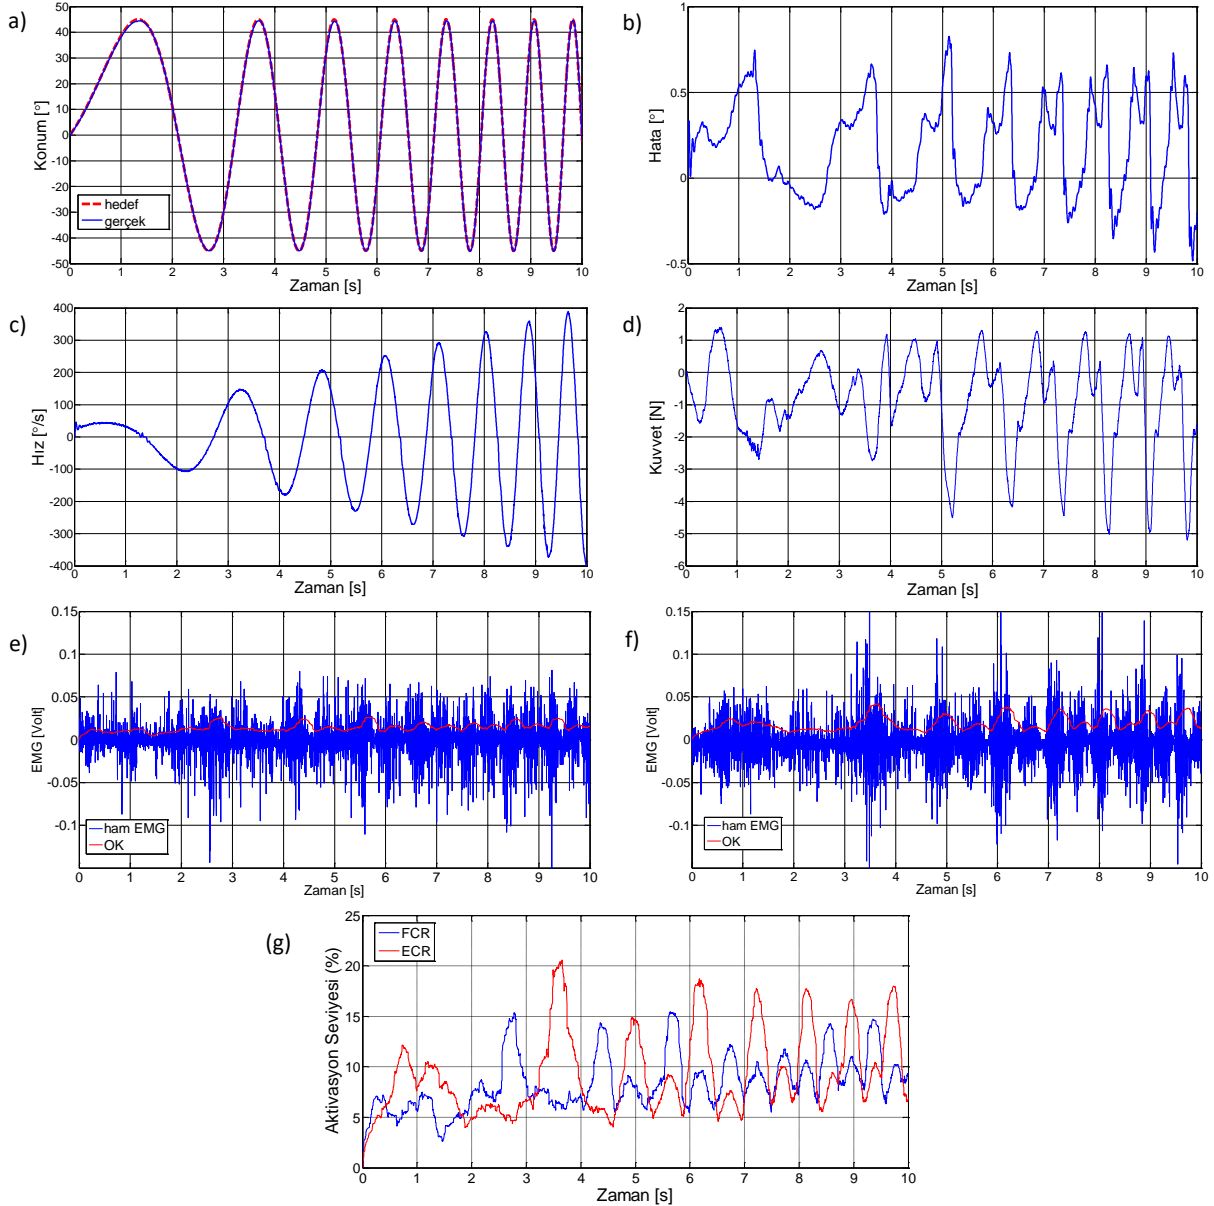 a)
50
40
30
20
10
0
-10
-20
-30
-40
-50
Konum [°]
hedef
gerçek
0 1 2 3 4 5 6 7 8 9 10
Zaman [s]
b)
1
0.5
0
-0.5
Hata [°]
0 1 2 3 4 5 6 7 8 9 10
Zaman [s]
c)
400
300
200
100
0
-100
-200
-300
-400
Hız [°/s]
0 1 2 3 4 5 6 7 8 9 10
Zaman [s]
d)
2
1
0
-1
-2
-3
-4
-5
-6
Kuvvet [N]
0 1 2 3 4 5 6 7 8 9 10
Zaman [s]
e)
0.15
0.1
0.05
0
-0.05
-0.1
EMG [Volt]
ham EMG
OK
0 1 2 3 4 5 6 7 8 9 10
Zaman [s]
f)
0.15
0.1
0.05
0
-0.05
-0.1
EMG [Volt]
ham EMG
OK
0 1 2 3 4 5 6 7 8 9 10
Zaman [s]
(g)
25
20
15
10
5
0
Aktivasyon Seviyesi (%)
FCR
ECR
0 1 2 3 4 5 6 7 8 9 10
Zaman [s]